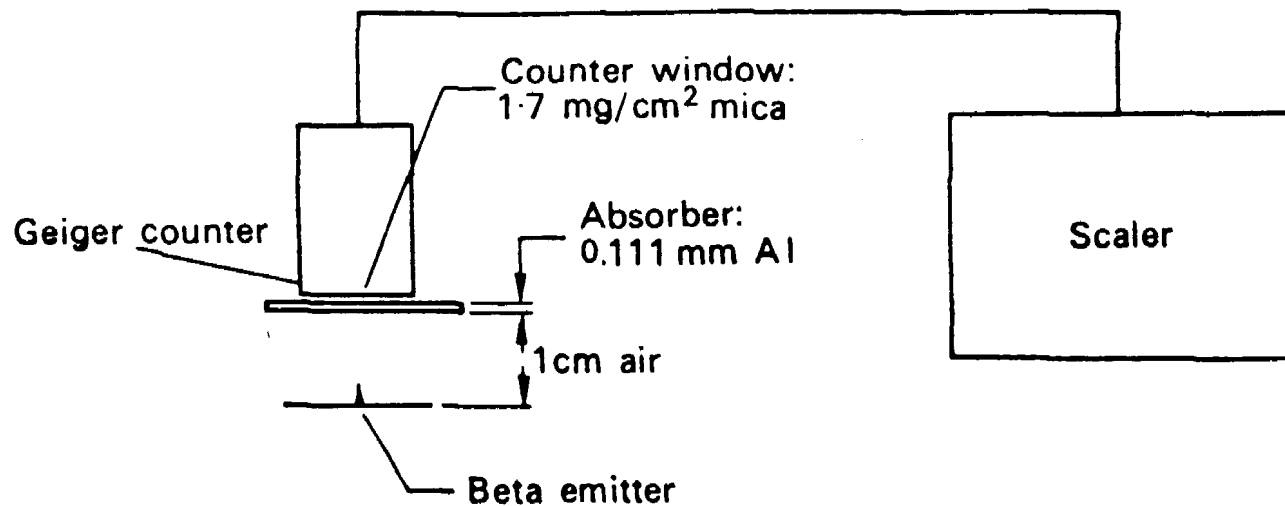 Counter window:
1·7 mg/cm² mica
Geiger counter
Absorber:
0.111 mm Al
Scaler
1cm air
Beta emitter